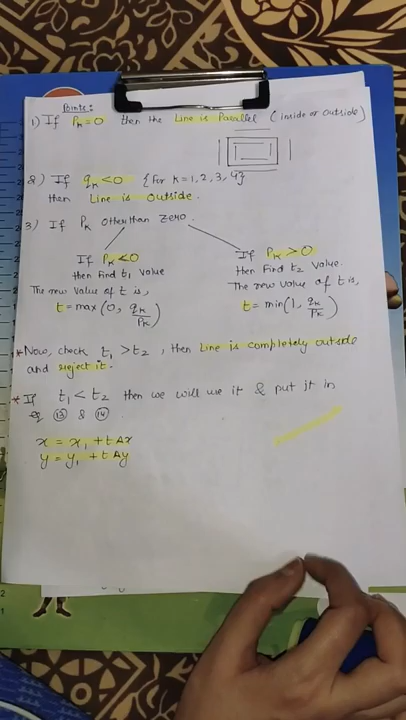 Points:
1) If Pk = 0 then the Line is Parallel (inside or outside)
2) If qk < 0 {for k = 1, 2, 3, 4}
then Line is outside.
3) If Pk other than zero.
If Pk < 0
then find t1 value
The new value of t is,
t = max(0, qk/Pk)
If Pk > 0
then find t2 value.
The new value of t is,
t = min(1, qk/Pk)
* Now, check t1 > t2, then Line is completely outside
and reject it.
* If t1 < t2 then we will use it & put it in
eq 13 & 14
x = x1 + t Δx
y = y1 + t Δy